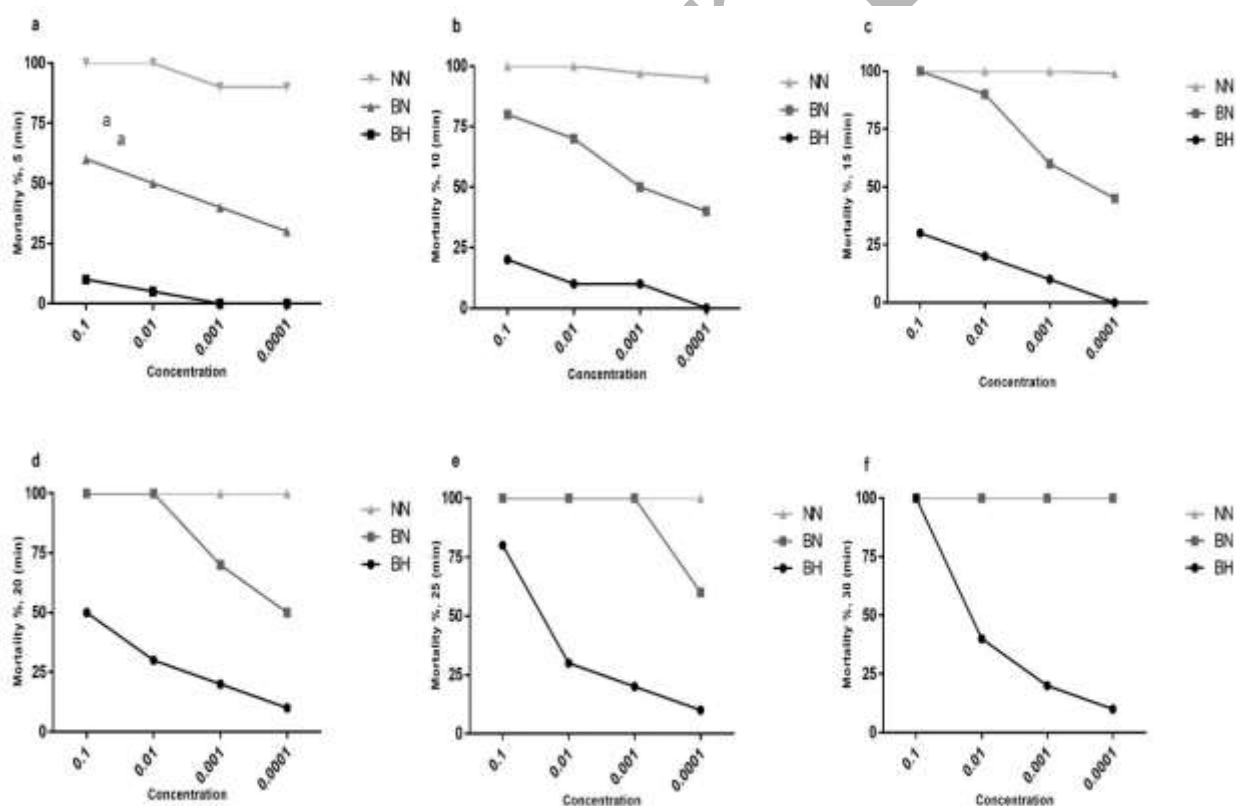 a
100
75
50
25
0
Mortality %, 5 (min)
a
a
0.1
0.01
0.001
0.0001
Concentration
NN
BN
BH
b
100
75
50
25
0
Mortality %, 10 (min)
0.1
0.01
0.001
0.0001
Concentration
NN
BN
BH
c
100
75
50
25
0
Mortality %, 15 (min)
0.1
0.01
0.001
0.0001
Concentration
NN
BN
BH
d
100
75
50
25
0
Mortality %, 20 (min)
0.1
0.01
0.001
0.0001
Concentration
NN
BN
BH
e
100
75
50
25
0
Mortality %, 25 (min)
0.1
0.01
0.001
0.0001
Concentration
NN
BN
BH
f
100
75
50
25
0
Mortality %, 30 (min)
0.1
0.01
0.001
0.0001
Concentration
NN
BN
BH